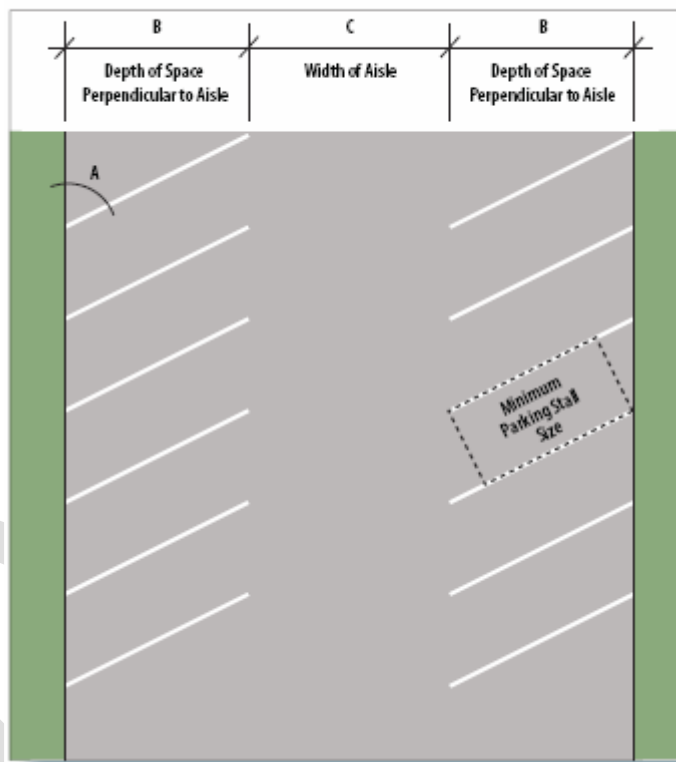 B
C
B
Depth of Space
Perpendicular to Aisle
Width of Aisle
Depth of Space
Perpendicular to Aisle
A
Minimum
Parking Stall
Size